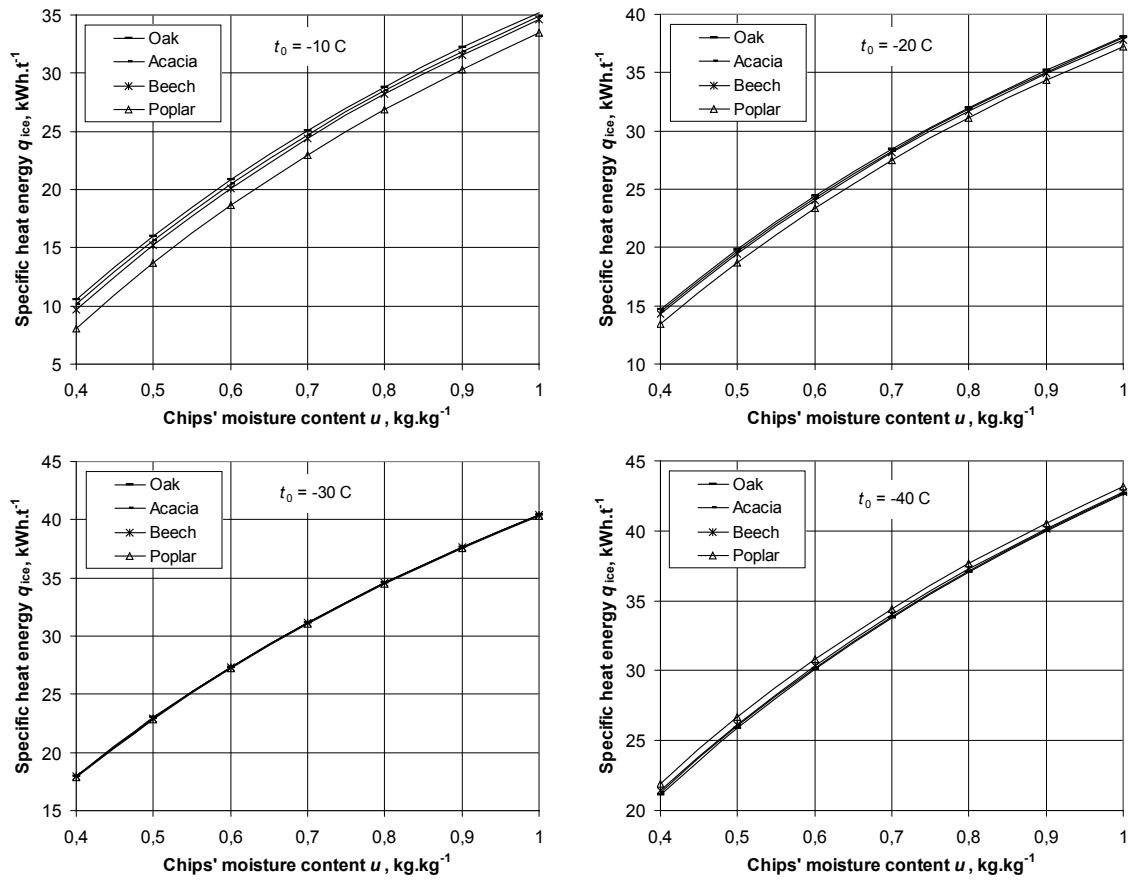 Specific heat energy q ice, kWh.t-1
35
30
25
20
15
10
5
Oak
Acacia
Beech
Poplar
t0 = -10 C
0,4 0,5 0,6 0,7 0,8 0,9 1
Chips' moisture content u , kg.kg-1
Specific heat energy q ice, kWh.t-1
40
35
30
25
20
15
10
Oak
Acacia
Beech
Poplar
t0 = -20 C
0,4 0,5 0,6 0,7 0,8 0,9 1
Chips' moisture content u , kg.kg-1
Specific heat energy q ice, kWh.t-1
45
40
35
30
25
20
15
Oak
Acacia
Beech
Poplar
t0 = -30 C
0,4 0,5 0,6 0,7 0,8 0,9 1
Chips' moisture content u , kg.kg-1
Specific heat energy q ice, kWh.t-1
45
40
35
30
25
20
Oak
Acacia
Beech
Poplar
t0 = -40 C
0,4 0,5 0,6 0,7 0,8 0,9 1
Chips' moisture content u , kg.kg-1